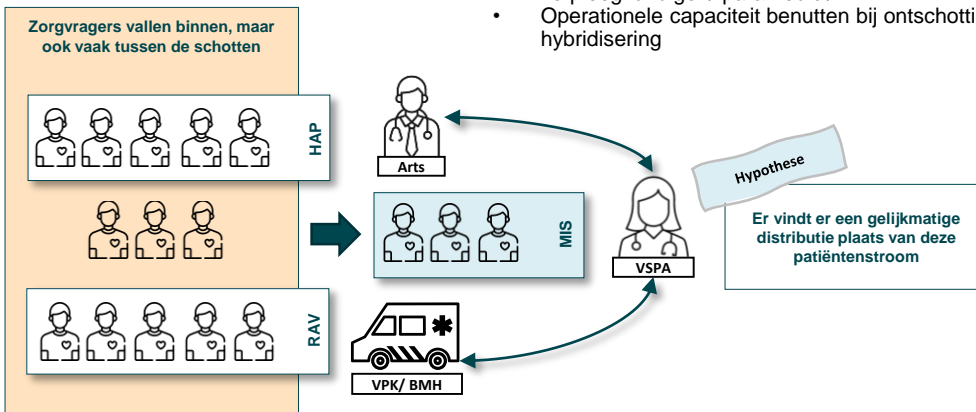 • Operationele capaciteit benutten bij ontschotti
hybridisering
Zorgvragers vallen binnen, maar
ook vaak tussen de schotten
HAP
Arts
MIS
VSPA
Hypothese
Er vindt er een gelijkmatige
distributie plaats van deze
patiëntenstroom
RAV
VPK/ BMH